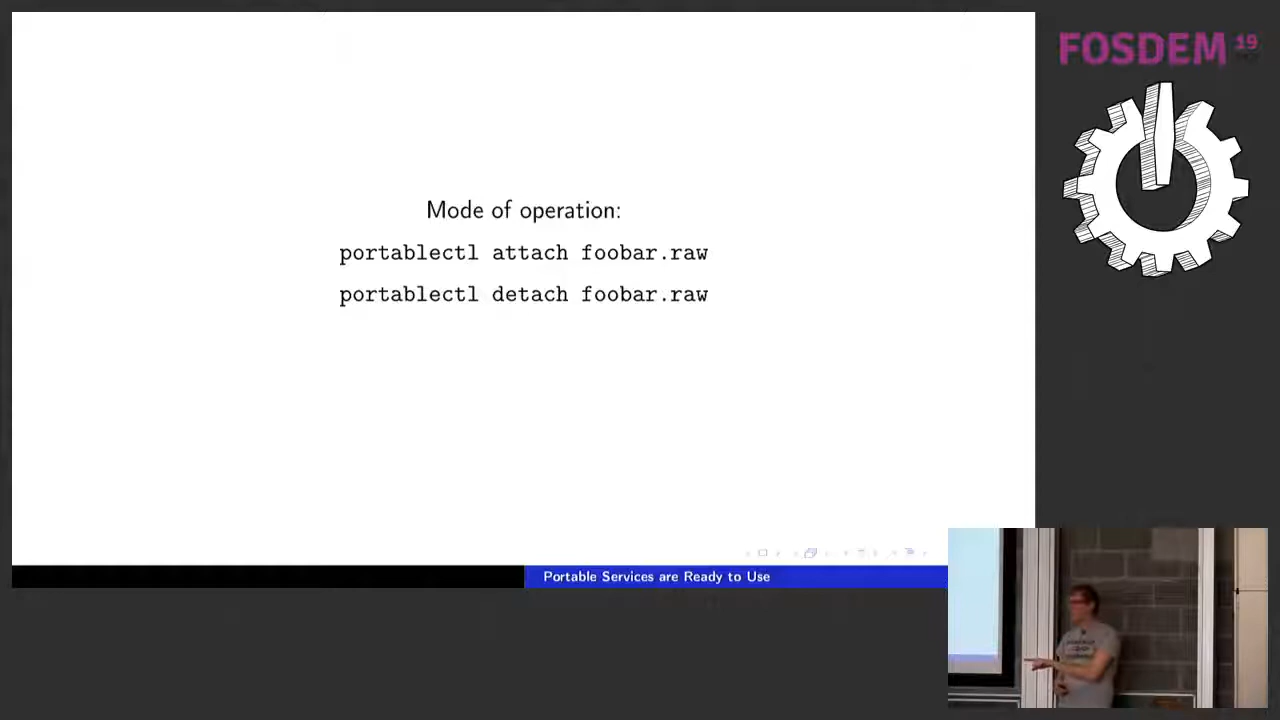 FOSDEM 19
Mode of operation:
portablectl attach foobar.raw
portablectl detach foobar.raw
Portable Services are Ready to Use